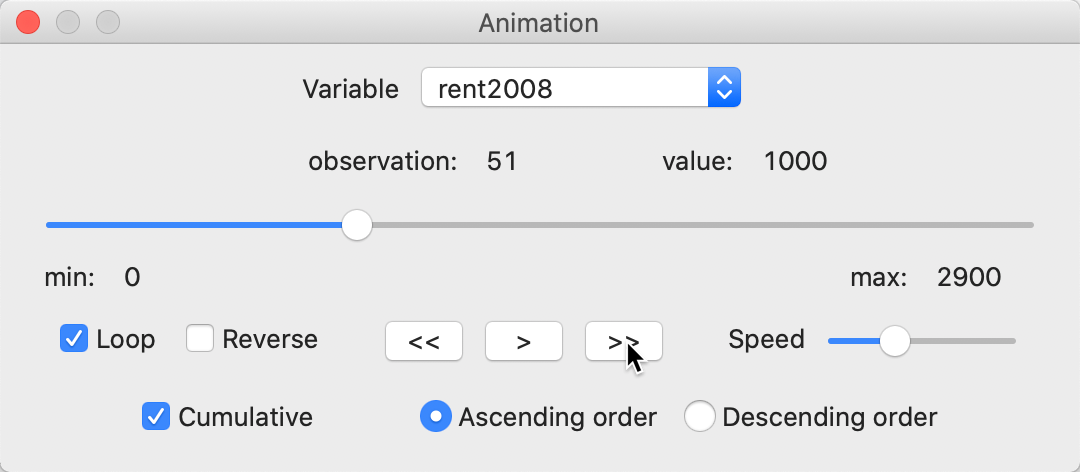 Animation
Variable rent2008
observation: 51 value: 1000
min: 0 max: 2900
Loop Reverse << > >> Speed
Cumulative Ascending order Descending order